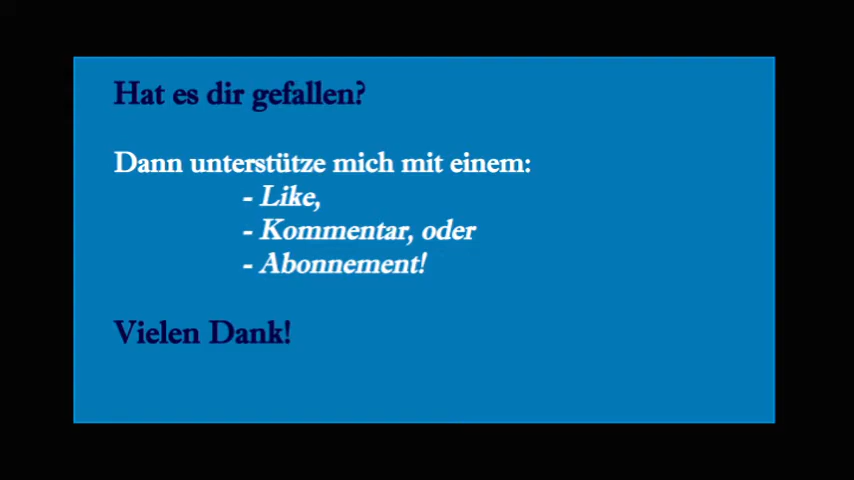 Hat es dir gefallen?
Dann unterstütze mich mit einem:
- Like,
- Kommentar, oder
- Abonnement!
Vielen Dank!